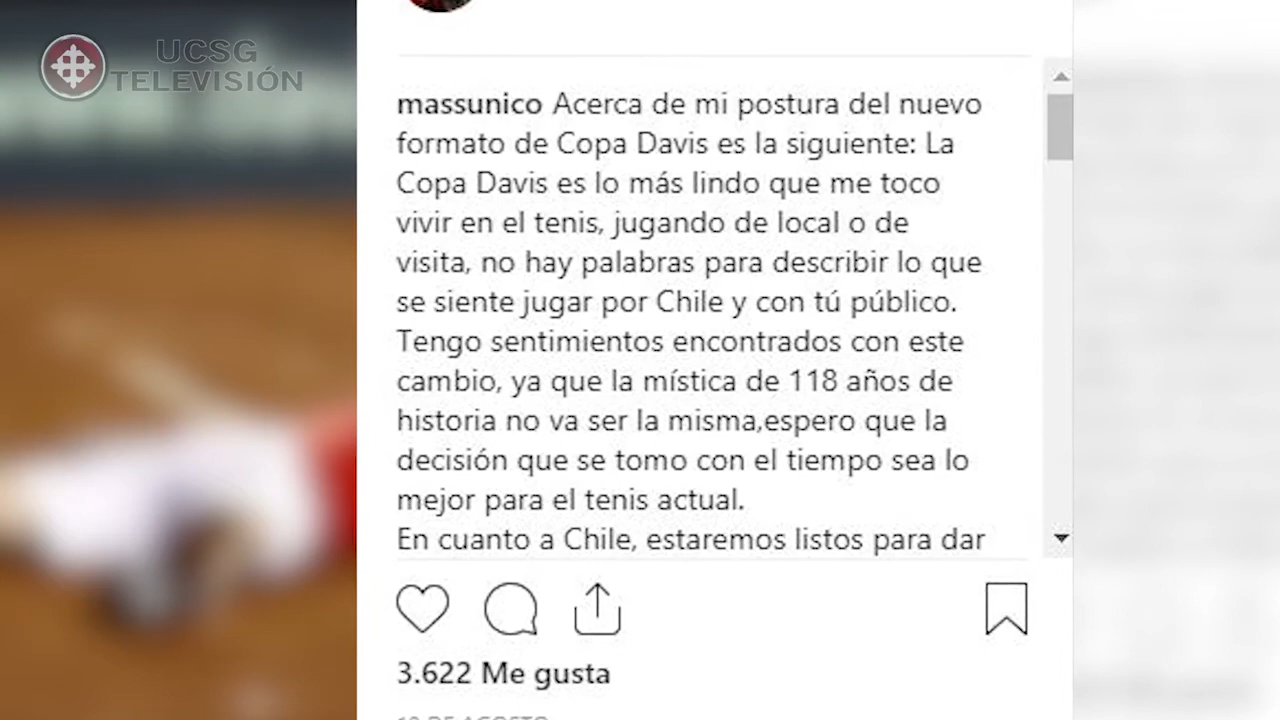 UCSG
TELEVISIÓN
massunico Acerca de mi postura del nuevo
formato de Copa Davis es la siguiente: La
Copa Davis es lo más lindo que me toco
vivir en el tenis, jugando de local o de
visita, no hay palabras para describir lo que
se siente jugar por Chile y con tú público.
Tengo sentimientos encontrados con este
cambio, ya que la mística de 118 años de
historia no va ser la misma,espero que la
decisión que se tomo con el tiempo sea lo
mejor para el tenis actual.
En cuanto a Chile, estaremos listos para dar
3.622 Me gusta